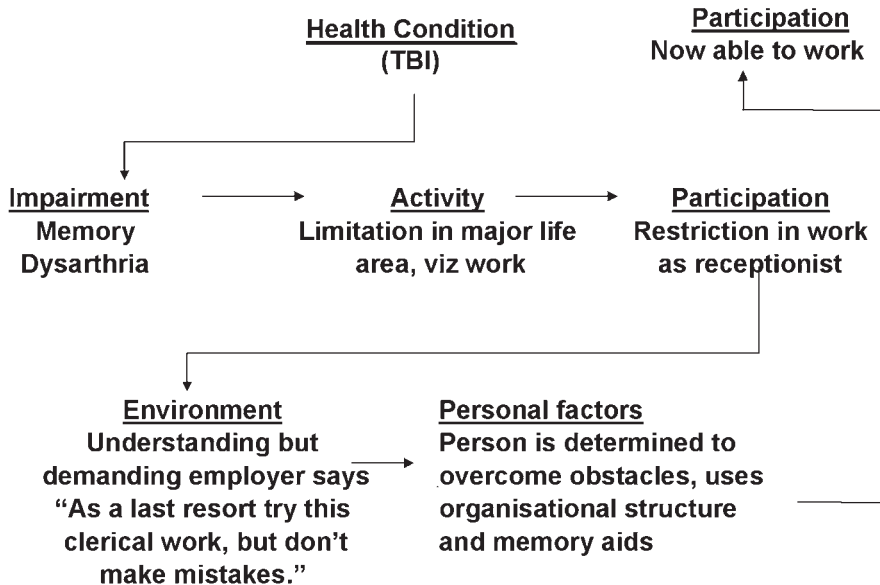 Health Condition
(TBI)
Participation
Now able to work
Impairment
Memory
Dysarthria
Activity
Limitation in major life
area, viz work
Participation
Restriction in work
as receptionist
Environment
Understanding but
demanding employer says
“As a last resort try this
clerical work, but don’t
make mistakes.”
Personal factors
Person is determined to
overcome obstacles, uses
organisational structure
and memory aids